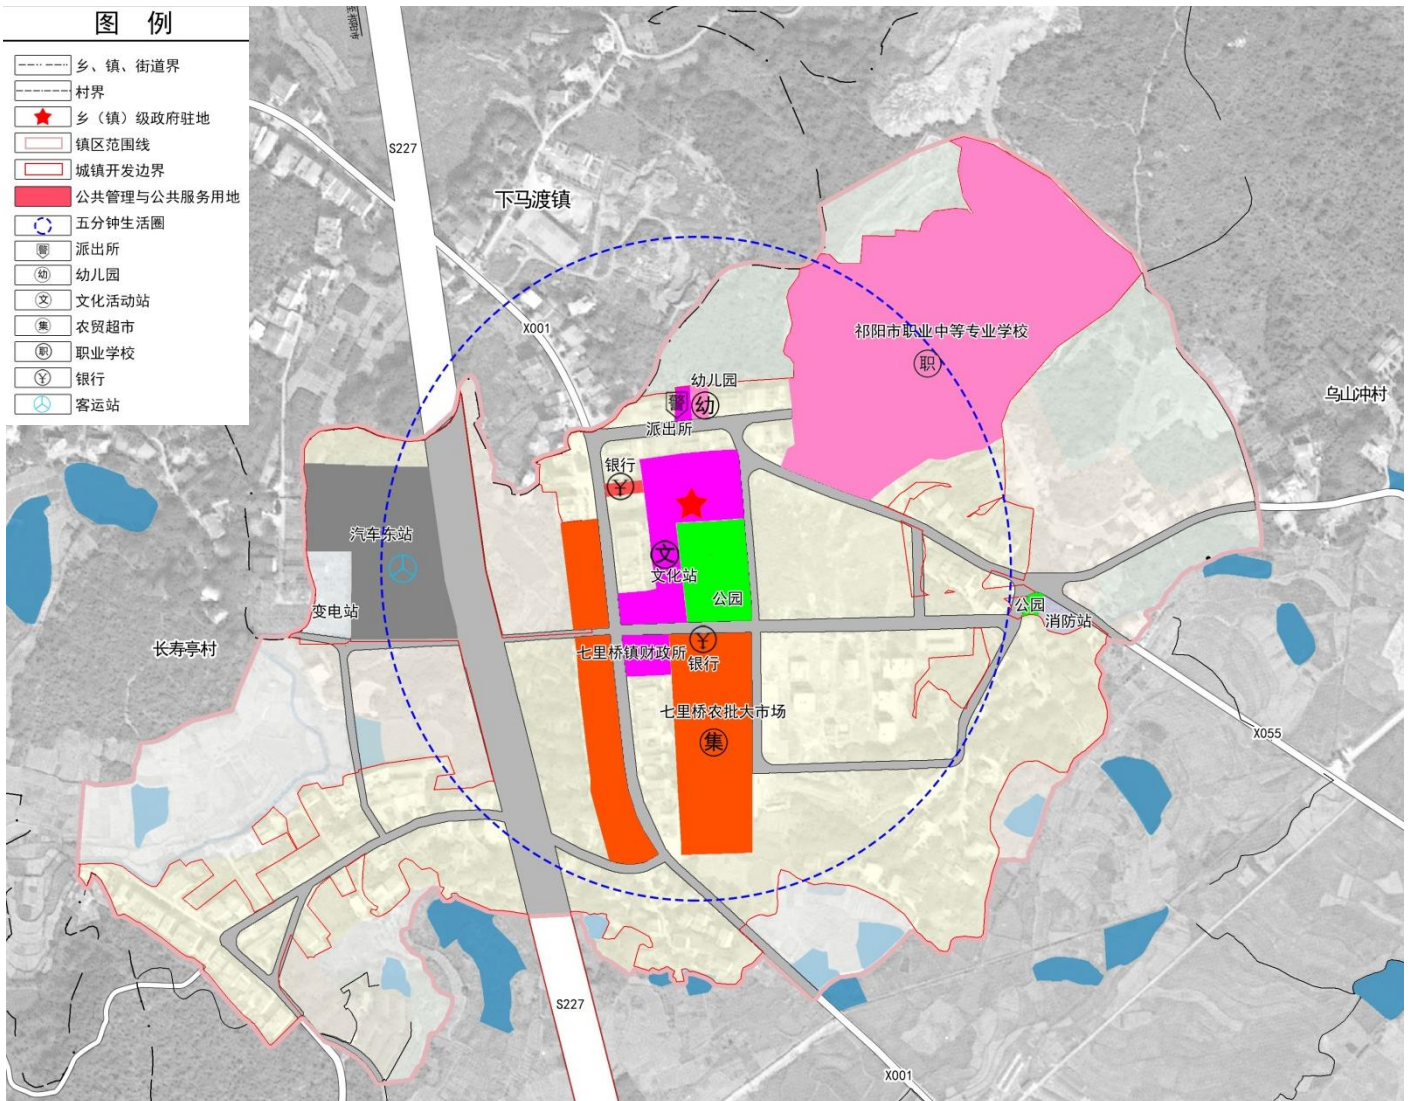 图 例
乡、镇、街道界
村界
乡（镇）级政府驻地
镇区范围线
城镇开发边界
公共管理与公共服务用地
五分钟生活圈
警
派出所
幼
幼儿园
文
文化活动站
集
农贸超市
职
职业学校
¥
银行
客运站
S227
下马渡镇
X001
祁阳市职业中等专业学校
职
乌山冲村
幼儿园
警
幼
派出所
银行
¥
汽车东站
文
文化站
公园
变电站
公园
消防站
长寿亭村
七里桥镇财政所
¥
银行
七里桥农批大市场
集
X055
S227
X001